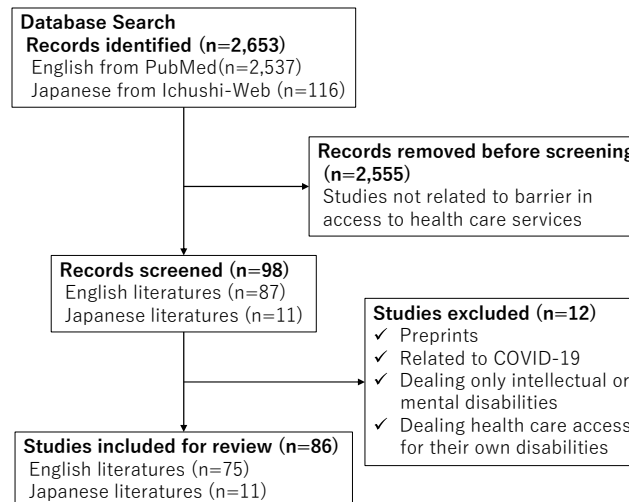 Database Search
Records identified (n=2,653)
English from PubMed(n=2,537)
Japanese from Ichushi-Web (n=116)
Records removed before screening
(n=2,555)
Studies not related to barrier in
access to health care services
Records screened (n=98)
English literatures (n=87)
Japanese literatures (n=11)
Studies excluded (n=12)
✓ Preprints
✓ Related to COVID-19
✓ Dealing only intellectual or
mental disabilities
✓ Dealing health care access
for their own disabilities
Studies included for review (n=86)
English literatures (n=75)
Japanese literatures (n=11)